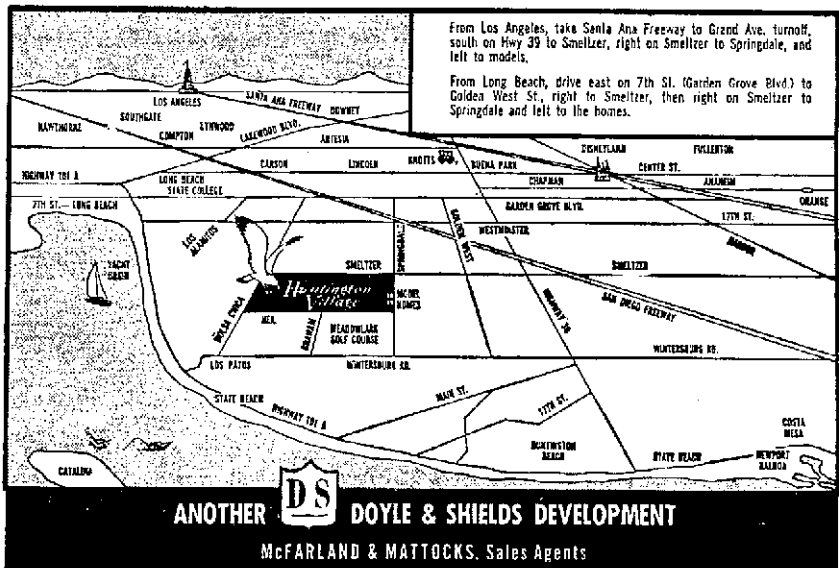 From Los Angeles, take Santa Ana Freeway to Grand Ave. turnoff,
south on Hwy 39 to Smeltzer, right on Smeltzer to Springdale, and
left to models.
From Long Beach, drive east on 7th St. (Garden Grove Blvd.) to
Golden West St., right to Smeltzer, then right on Smeltzer to
Springdale and left to the homes.
LOS ANGELES
SANTA ANA FREEWAY
DOWNEY
SOUTHGATE
HAWTHORNE
COMPTON
LYNWOOD
LAKEWOOD BLVD.
ARTESIA
DISNEYLAND
FULLERTON
CARSON
LINCOLN
KNOTTS
BUENA PARK
CENTER ST.
HIGHWAY 101 A
LONG BEACH
STATE COLLEGE
CHAPMAN
ANAHEIM
ORANGE
7TH ST.—LONG BEACH
GARDEN GROVE BLVD.
17TH ST.
LOS
ALAMITOS
SPRINGDALE
GOLDEN WEST
WESTMINSTER
HARBOR
YACHT
BASIN
SMELTZER
SMELTZER
Huntington
Village
MODEL
HOMES
BOLSA CHICA
HIGHWAY 39
SAN DIEGO FREEWAY
HEIL
GRAHAM
MEADOWLARK
GOLF COURSE
LOS PATOS
WINTERSBURG RD.
WINTERSBURG RD.
STATE BEACH
HIGHWAY 101 A
MAIN ST.
17TH ST.
HUNTINGTON
BEACH
STATE BEACH
COSTA
MESA
NEWPORT
BALBOA
CATALINA
DS
ANOTHER DOYLE & SHIELDS DEVELOPMENT
McFARLAND & MATTOCKS, Sales Agents